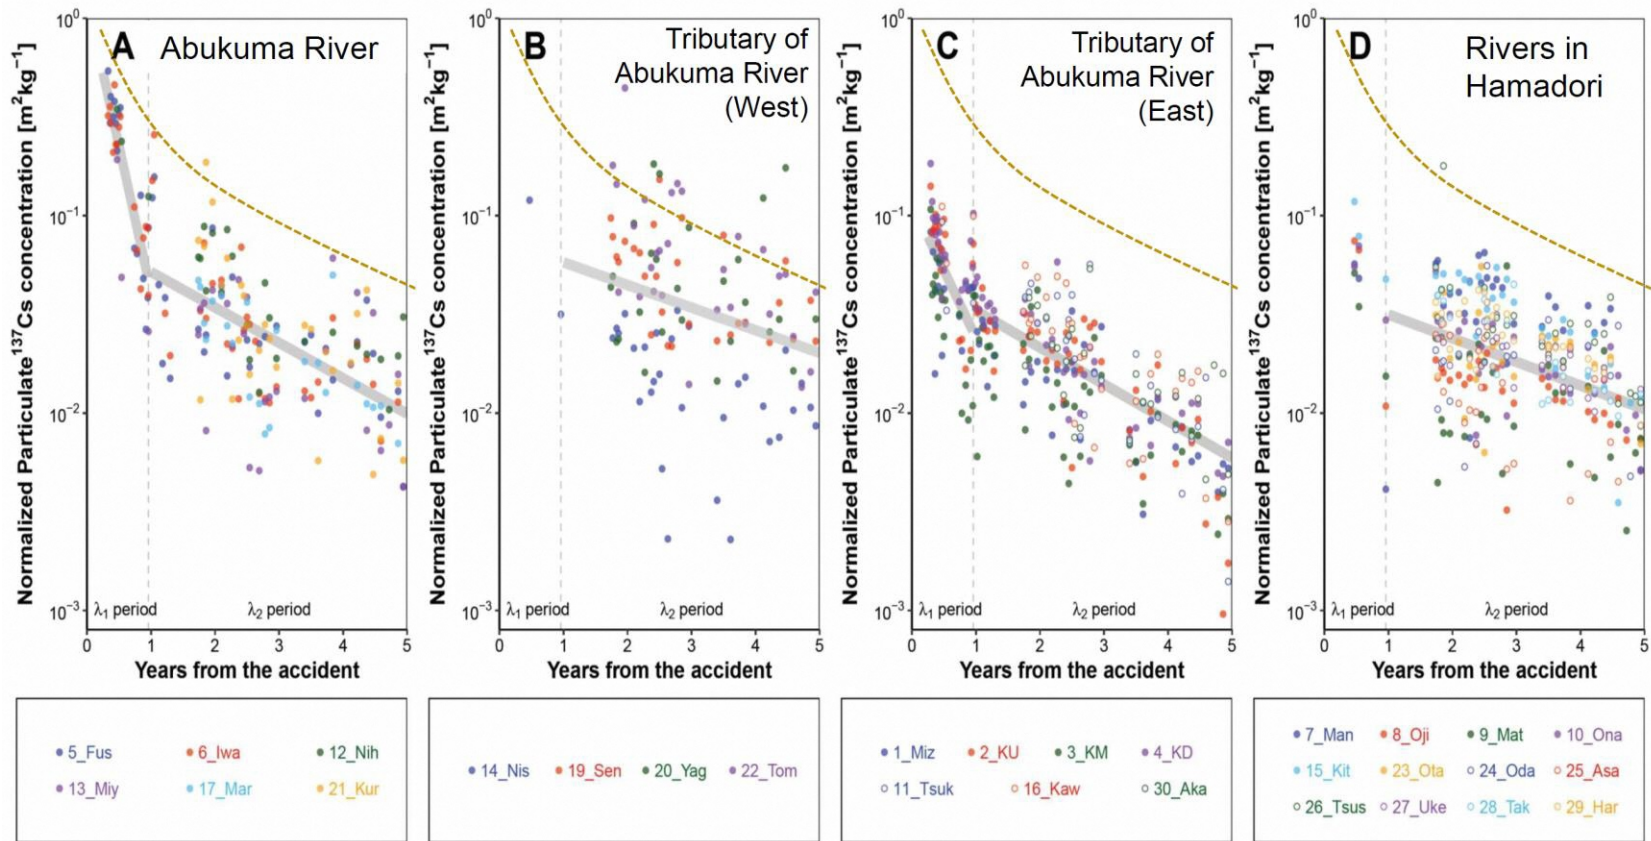 A Abukuma River
Normalized Particulate ¹³⁷Cs concentration [m²kg⁻¹]
10⁰
10⁻¹
10⁻²
10⁻³
λ₁ period
λ₂ period
0 1 2 3 4 5
Years from the accident
5_Fus 6_Iwa 12_Nih
13_Miy 17_Mar 21_Kur
B Tributary of
Abukuma River
(West)
Normalized Particulate ¹³⁷Cs concentration [m²kg⁻¹]
10⁰
10⁻¹
10⁻²
10⁻³
λ₁ period
λ₂ period
0 1 2 3 4 5
Years from the accident
14_Nis 19_Sen 20_Yag 22_Tom
C Tributary of
Abukuma River
(East)
Normalized Particulate ¹³⁷Cs concentration [m²kg⁻¹]
10⁰
10⁻¹
10⁻²
10⁻³
λ₁ period
λ₂ period
0 1 2 3 4 5
Years from the accident
1_Miz 2_KU 3_KM 4_KD
11_Tsuk 16_Kaw 30_Aka
D Rivers in
Hamadori
Normalized Particulate ¹³⁷Cs concentration [m²kg⁻¹]
10⁰
10⁻¹
10⁻²
10⁻³
λ₁ period
λ₂ period
0 1 2 3 4 5
Years from the accident
7_Man 8_Oji 9_Mat 10_Ona
15_Kit 23_Ota 24_Oda 25_Asa
26_Tsus 27_Uke 28_Tak 29_Har